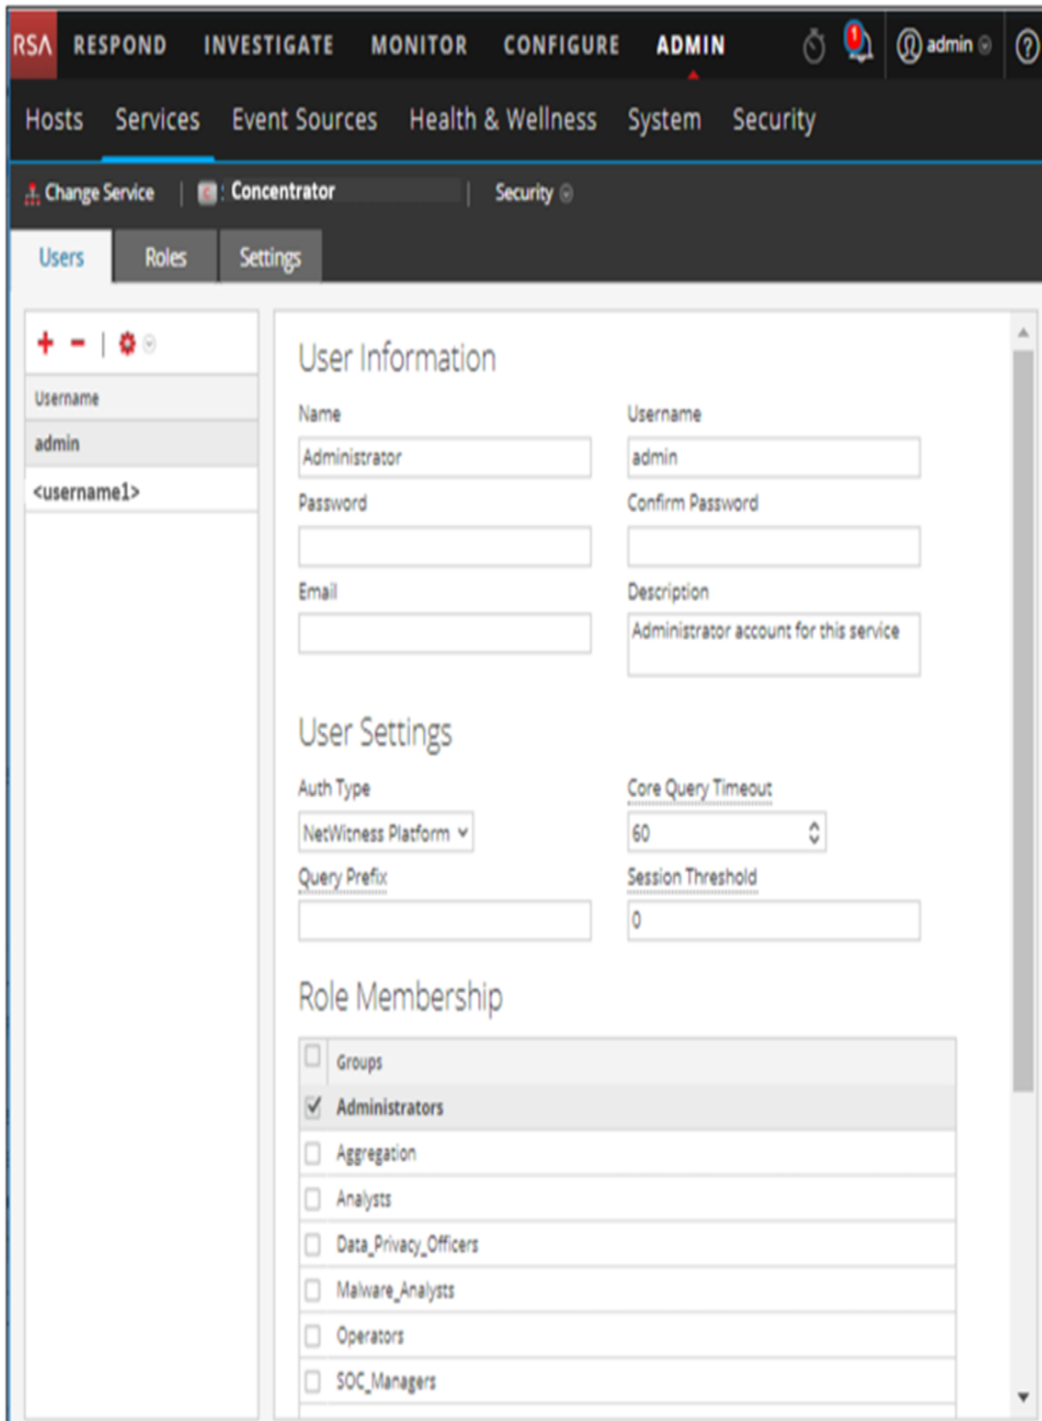 RSA RESPOND INVESTIGATE MONITOR CONFIGURE ADMIN 1 admin ?
Hosts Services Event Sources Health & Wellness System Security
Change Service | : Concentrator | Security
Users Roles Settings
Username
admin
<username1>
User Information
Name Username
Administrator admin
Password Confirm Password
Email Description
Administrator account for this service
User Settings
Auth Type Core Query Timeout
NetWitness Platform 60
Query Prefix Session Threshold
0
Role Membership
Groups
Administrators
Aggregation
Analysts
Data_Privacy_Officers
Malware_Analysts
Operators
SOC_Managers